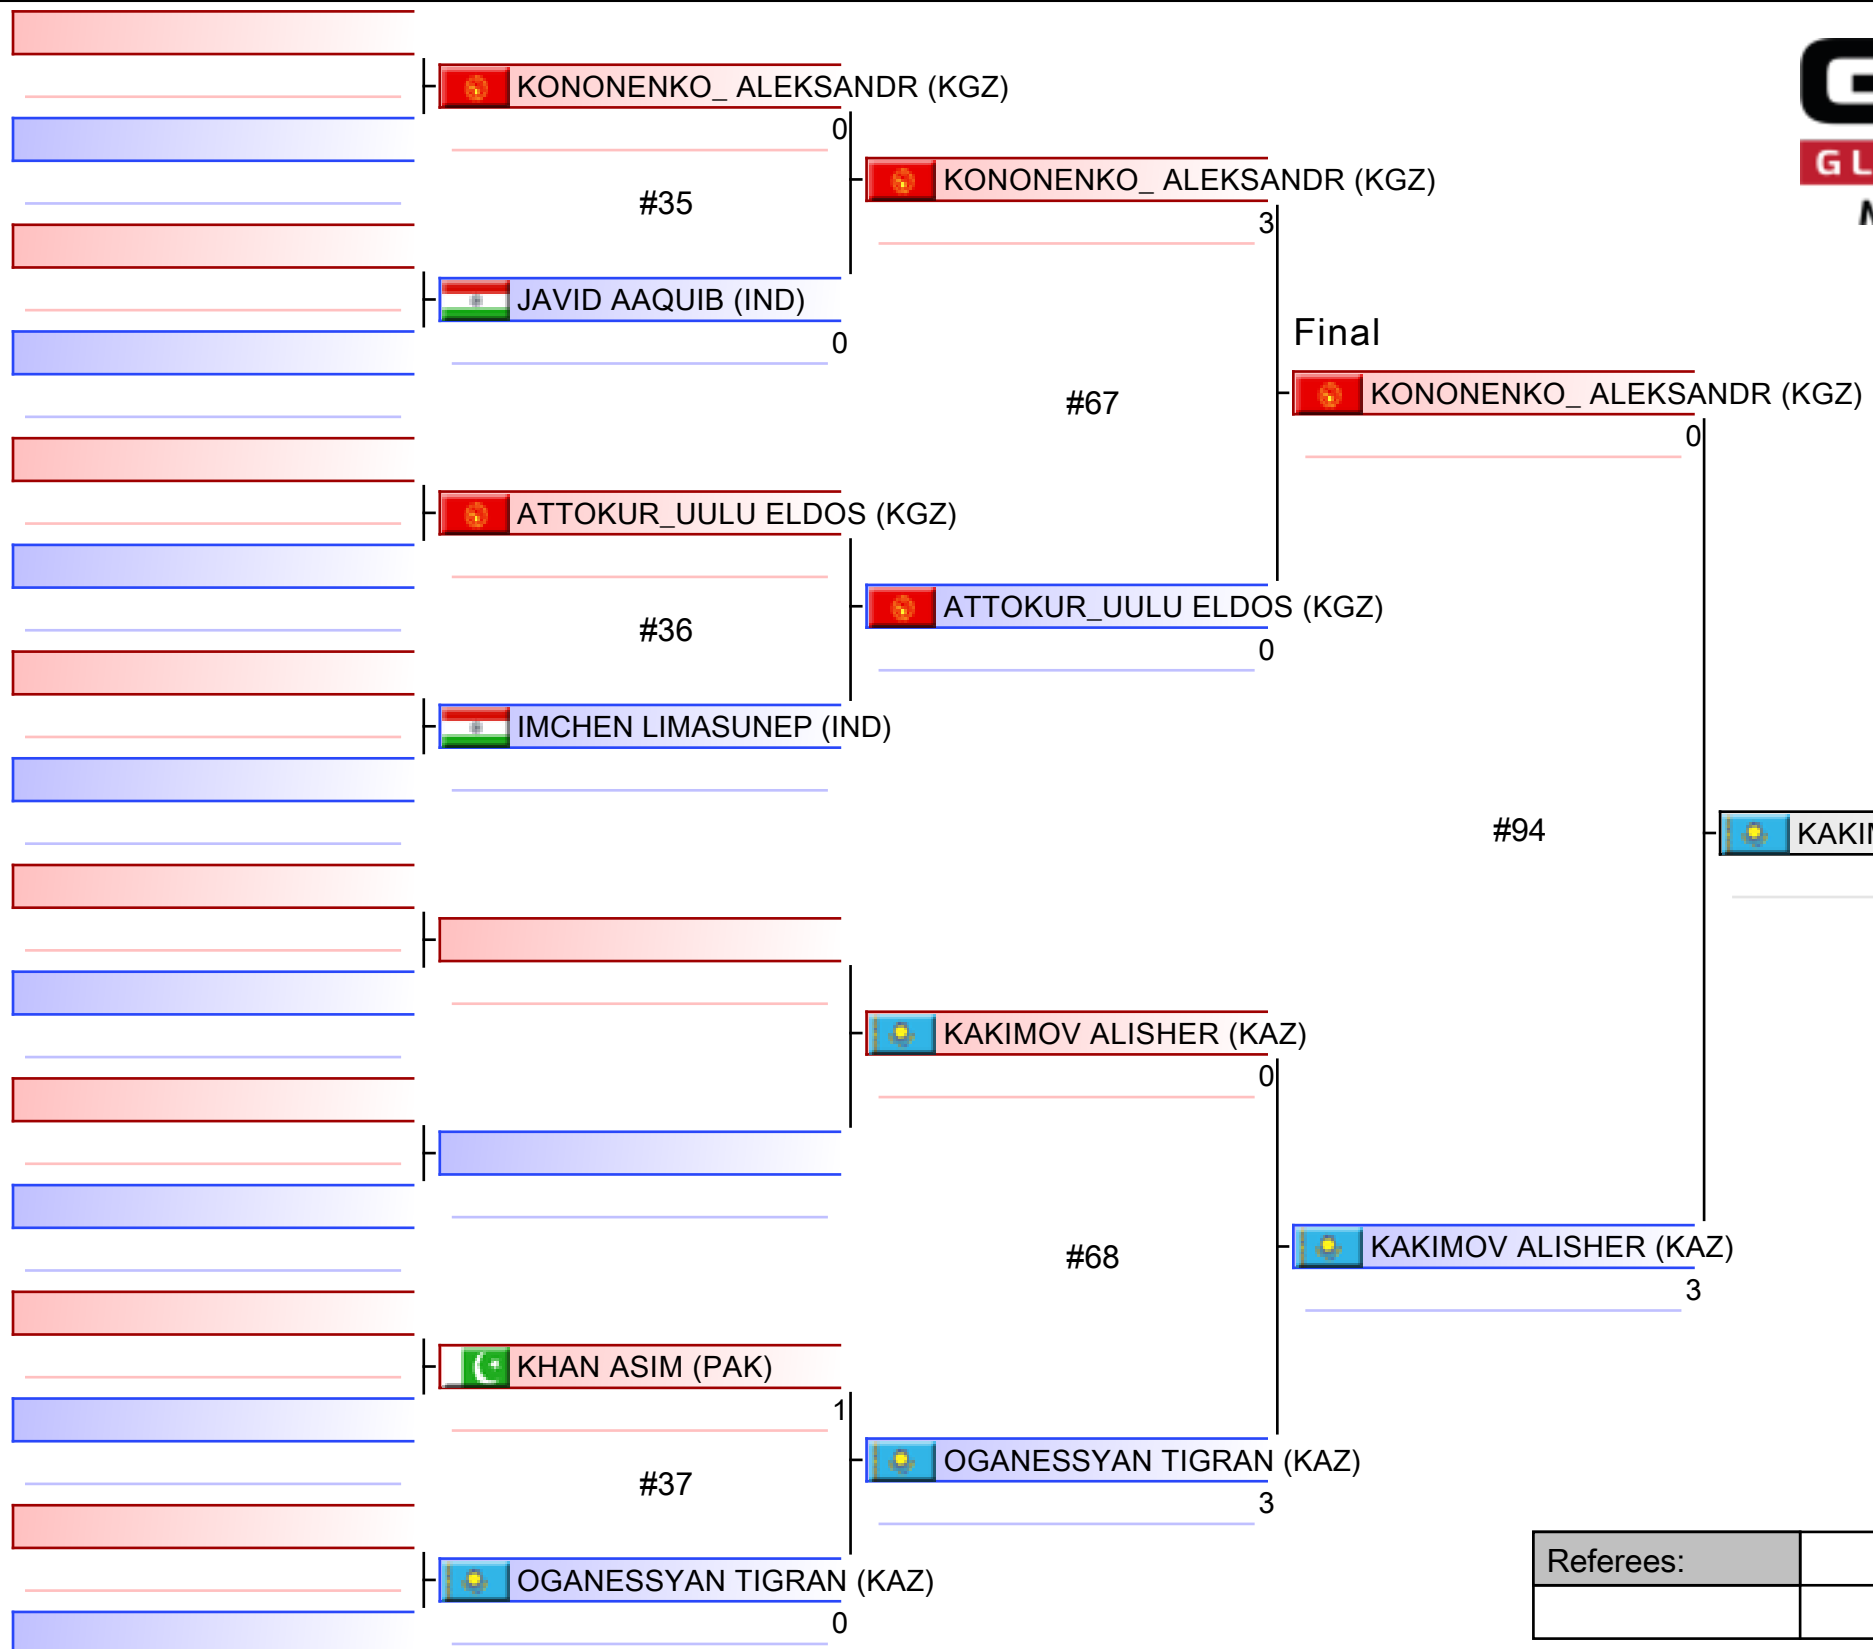 KONONENKO_ ALEKSANDR (KGZ)
0
#35
JAVID AAQUIB (IND)
0
KONONENKO_ ALEKSANDR (KGZ)
3
#67
Final
KONONENKO_ ALEKSANDR (KGZ)
0
ATTOKUR_UULU ELDOS (KGZ)
#36
IMCHEN LIMASUNEP (IND)
ATTOKUR_UULU ELDOS (KGZ)
0
#94
KAKIMOV ALISHER (KAZ)
0
#68
KAKIMOV ALISHER (KAZ)
3
KHAN ASIM (PAK)
1
#37
OGANESSYAN TIGRAN (KAZ)
0
OGANESSYAN TIGRAN (KAZ)
3
Referees: